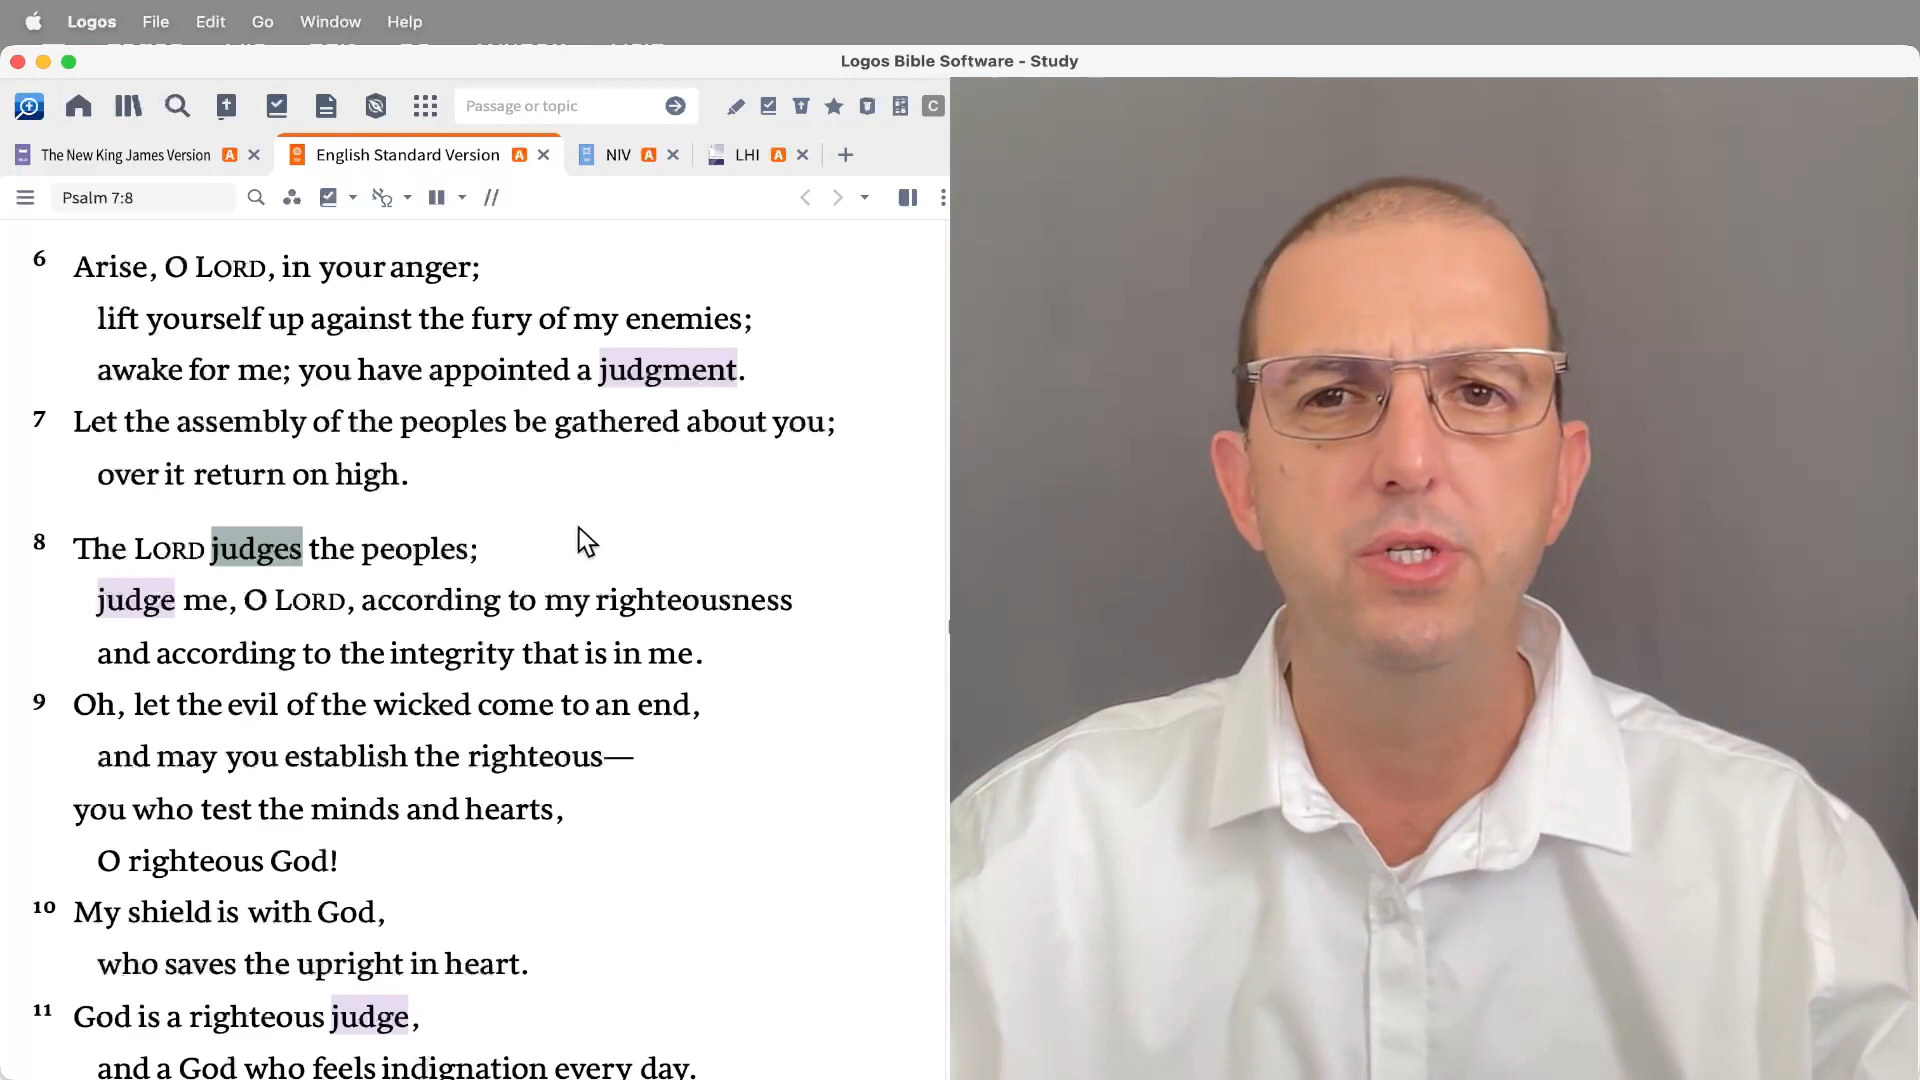 Logos File Edit Go Window Help
Logos Bible Software - Study
Passage or topic
C
The New King James Version A
English Standard Version A
NIV A
LHI A
Psalm 7:8
6 Arise, O LORD, in your anger;
lift yourself up against the fury of my enemies;
awake for me; you have appointed a judgment.
7 Let the assembly of the peoples be gathered about you;
over it return on high.
8 The LORD judges the peoples;
judge me, O LORD, according to my righteousness
and according to the integrity that is in me.
9 Oh, let the evil of the wicked come to an end,
and may you establish the righteous—
you who test the minds and hearts,
O righteous God!
10 My shield is with God,
who saves the upright in heart.
11 God is a righteous judge,
and a God who feels indignation every day.